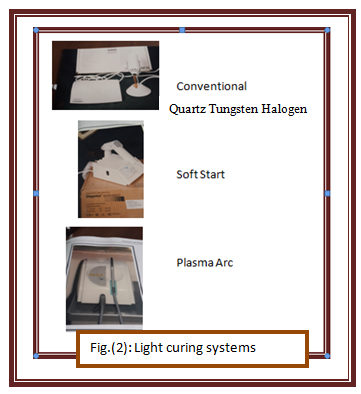 Conventional
Quartz Tungsten Halogen
Soft Start
Plasma Arc
Fig.(2): Light curing systems